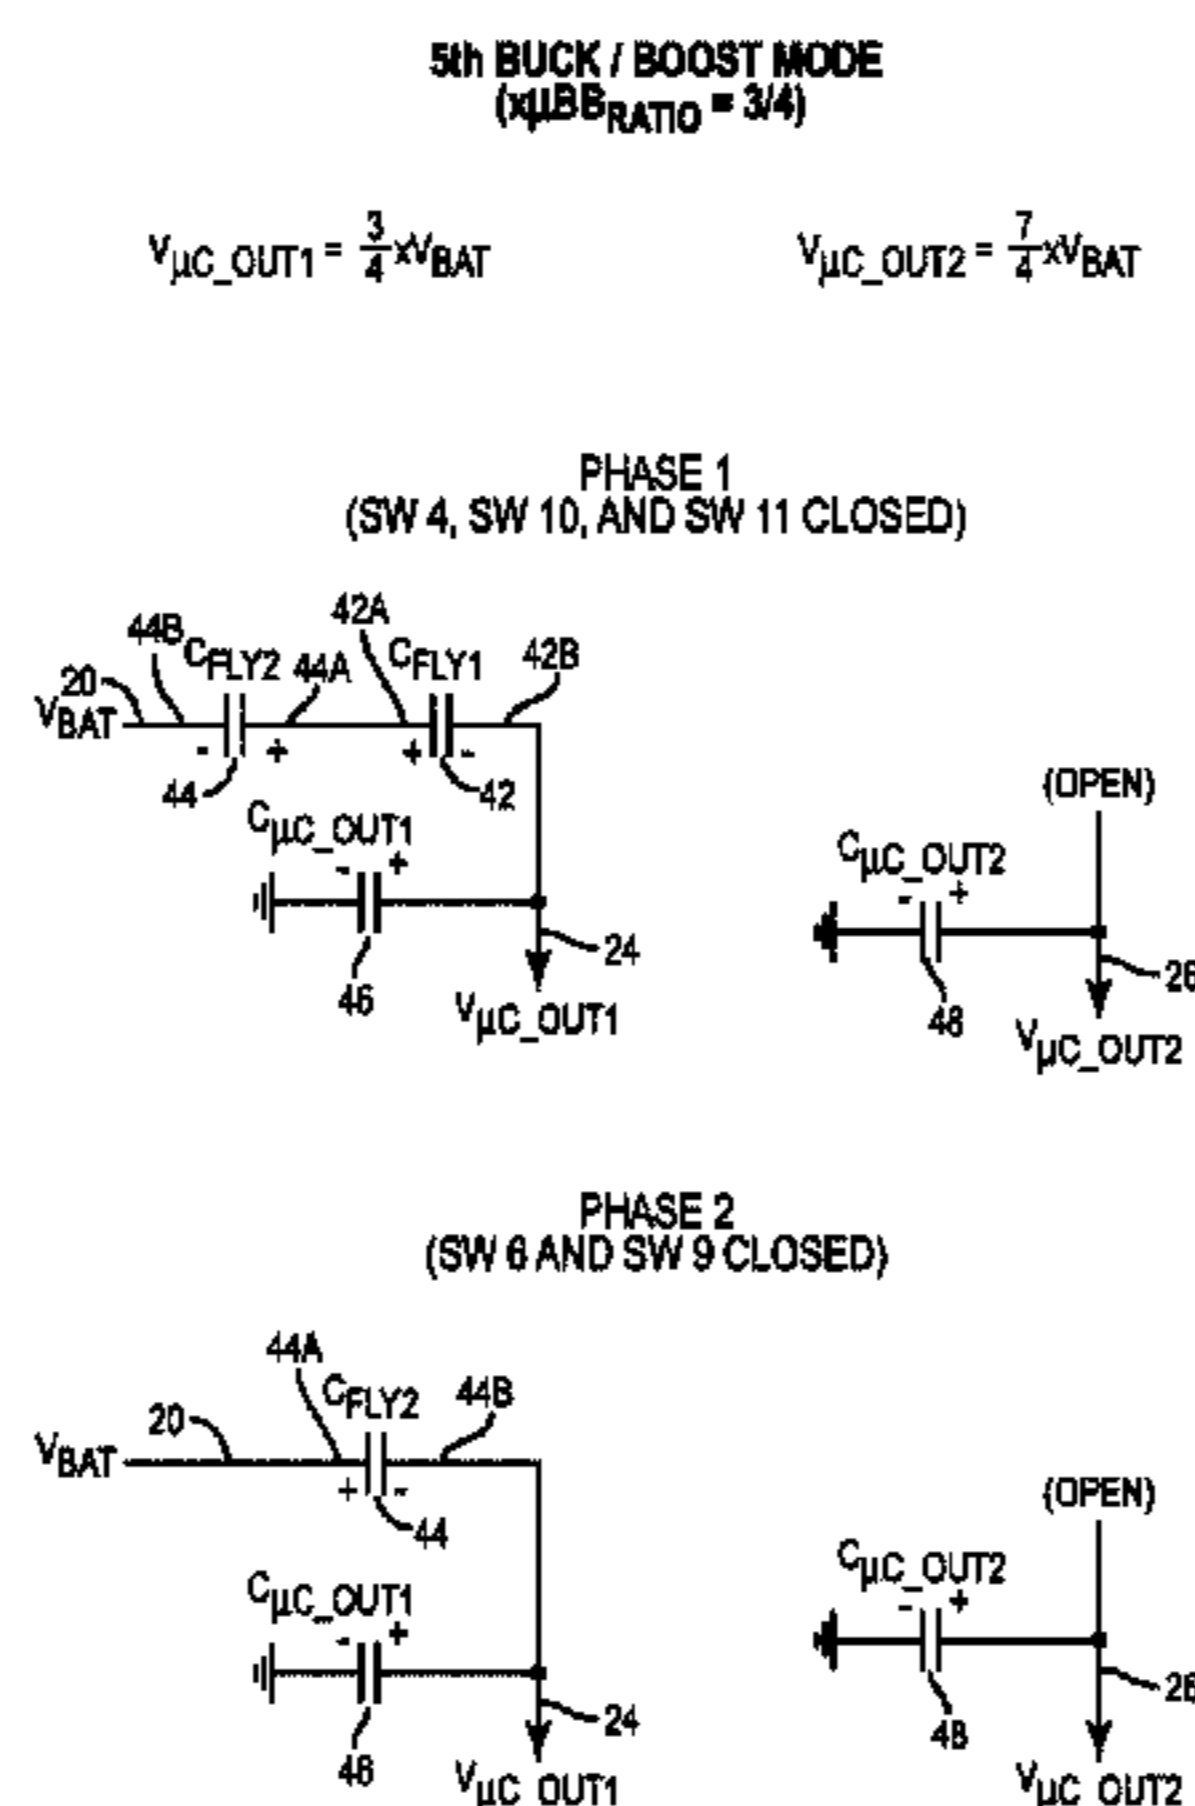 5th BUCK / BOOST MODE
(xµBB_RATIO = 3/4)
V_µC_OUT1 = 3/4 xV_BAT
V_µC_OUT2 = 7/4 xV_BAT
PHASE 1
(SW 4, SW 10, AND SW 11 CLOSED)
42A
44B
C_FLY2
44A
C_FLY1
42B
20
V_BAT
-
+
+
-
44
42
(OPEN)
C_µC_OUT1
-
+
C_µC_OUT2
-
+
24
26
46
V_µC_OUT1
48
V_µC_OUT2
PHASE 2
(SW 6 AND SW 9 CLOSED)
44A
C_FLY2
44B
20
V_BAT
+
-
44
(OPEN)
C_µC_OUT1
-
+
C_µC_OUT2
-
+
24
26
46
V_µC_OUT1
48
V_µC_OUT2